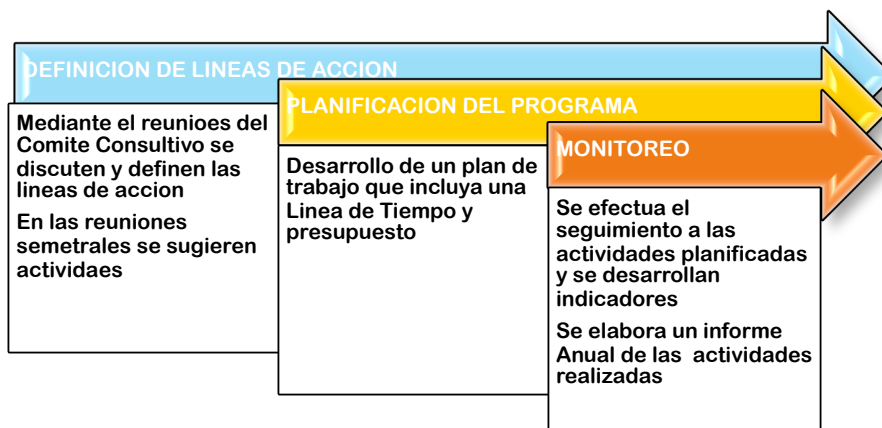 DEFINICION DE LINEAS DE ACCION
Mediante el reunioes del
Comite Consultivo se
discuten y definen las
lineas de accion
En las reuniones
semetrales se sugieren
actividaes
PLANIFICACION DEL PROGRAMA
Desarrollo de un plan de
trabajo que incluya una
Linea de Tiempo y
presupuesto
MONITOREO
Se efectua el
seguimiento a las
actividades planificadas
y se desarrollan
indicadores
Se elabora un informe
Anual de las actividades
realizadas